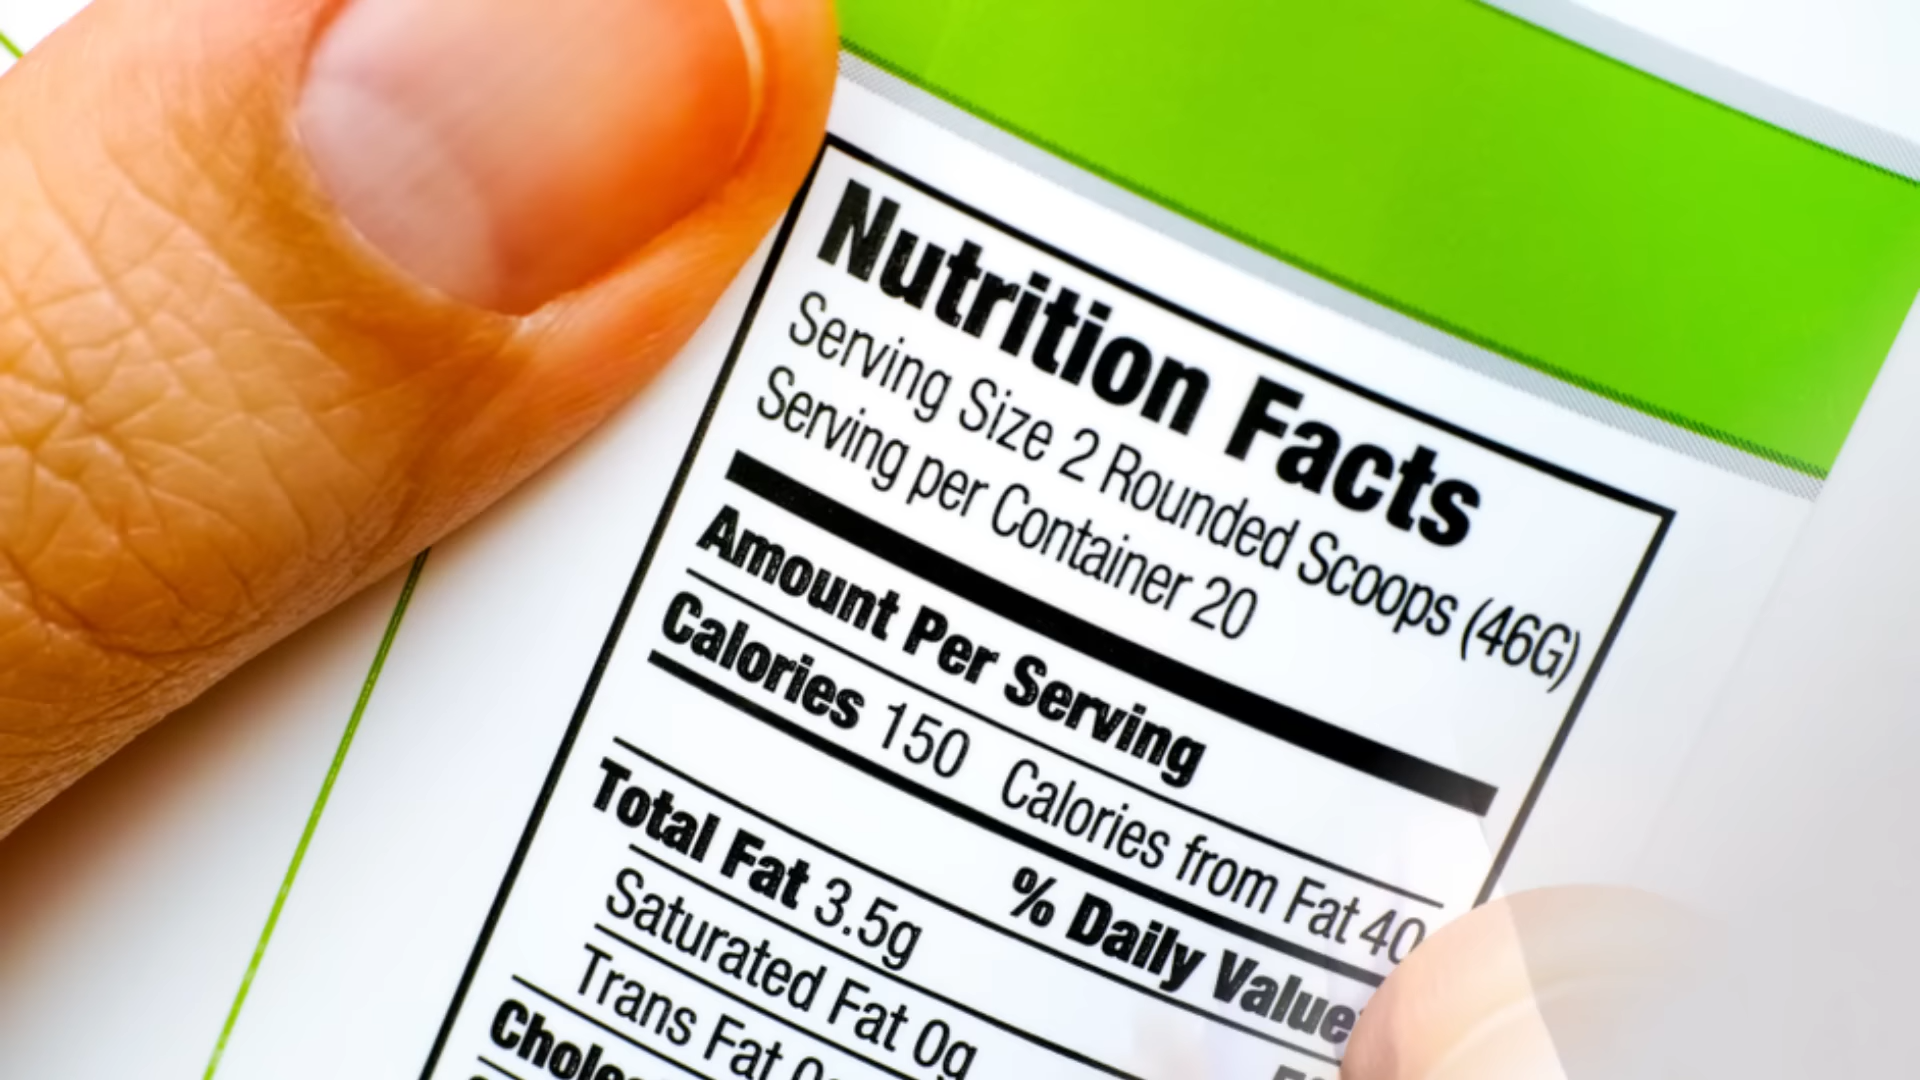 Nutrition Facts
Serving Size 2 Rounded Scoops (46G)
Serving per Container 20
Amount Per Serving
Calories 150 Calories from Fat 40
% Daily Value
Total Fat 3.5g
Saturated Fat 0g
Trans Fat